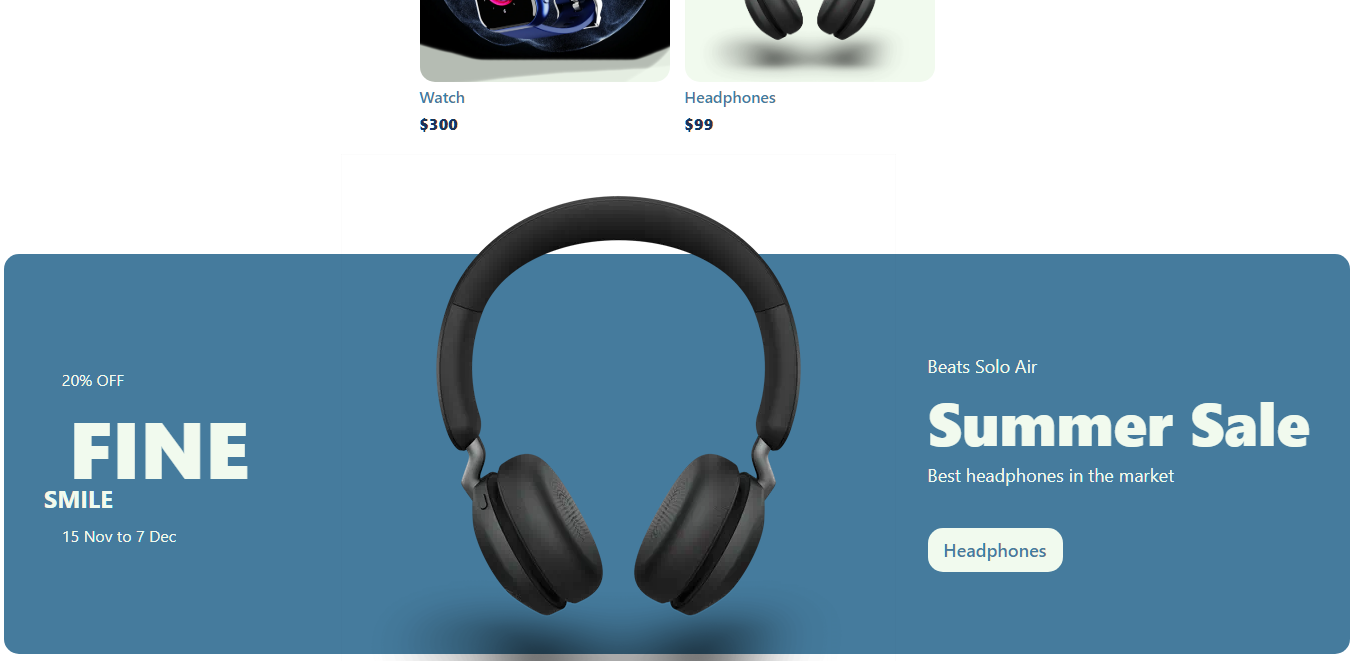 Watch
$300
Headphones
$99
20% OFF
FINE
SMILE
15 Nov to 7 Dec
Beats Solo Air
Summer Sale
Best headphones in the market
Headphones